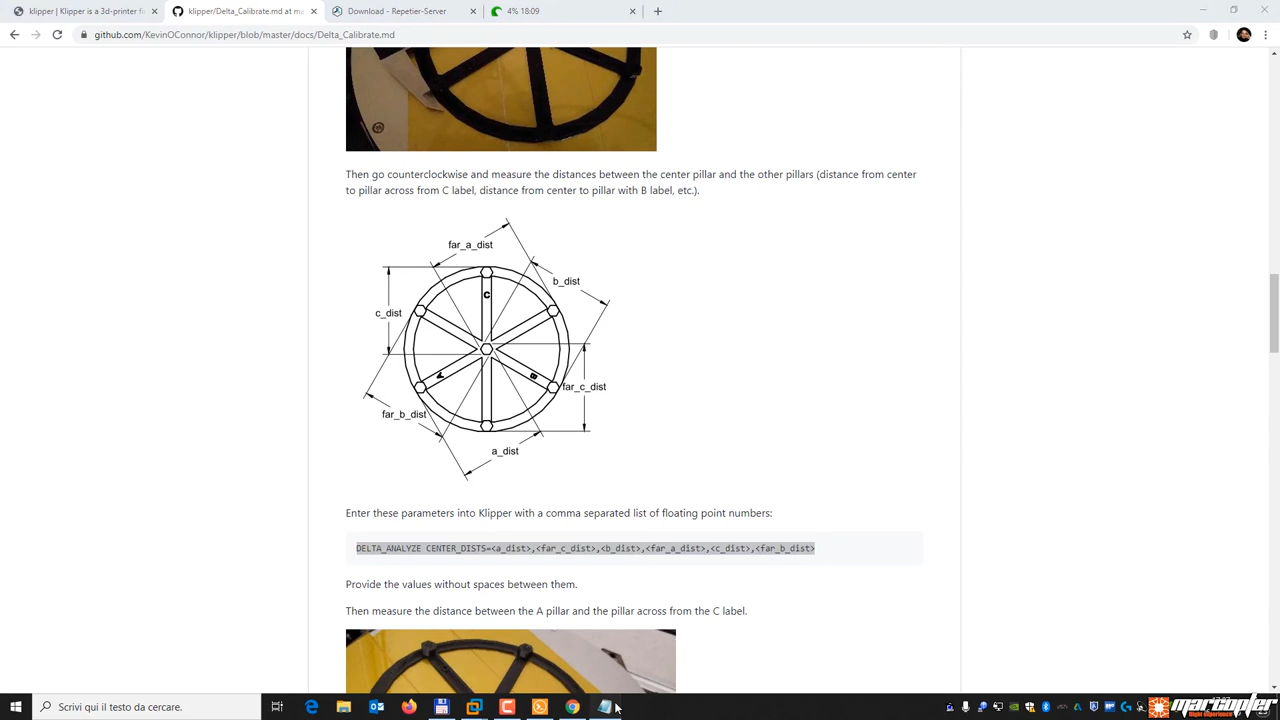 klipper | Klipper is a 3d-printer f
klipper/Delta_Calibrate.md at m
Download - Repetier-Server
4% 18:09
github.com/KevinOConnor/klipper/blob/master/docs/Delta_Calibrate.md
Then go counterclockwise and measure the distances between the center pillar and the other pillars (distance from center
to pillar across from C label, distance from center to pillar with B label, etc.).
far_a_dist
b_dist
C
c_dist
A
B
far_c_dist
far_b_dist
a_dist
Enter these parameters into Klipper with a comma separated list of floating point numbers:
DELTA_ANALYZE CENTER_DISTS=<a_dist>,<far_c_dist>,<b_dist>,<far_a_dist>,<c_dist>,<far_b_dist>
Provide the values without spaces between them.
Then measure the distance between the A pillar and the pillar across from the C label.
Scrivi qui il testo da cercare.
marcopter